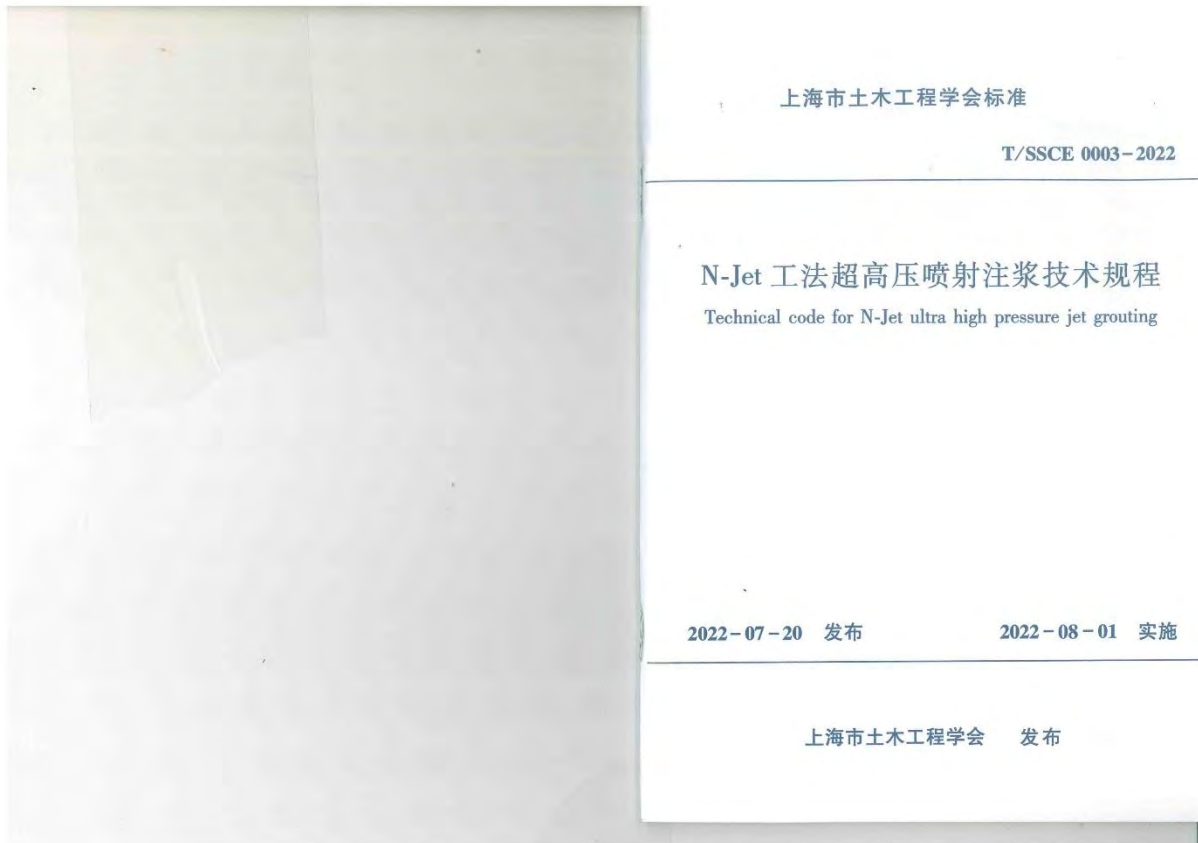 上海市土木工程学会标准
T/SSCE 0003-2022
N-Jet 工法超高压喷射注浆技术规程
Technical code for N-Jet ultra high pressure jet grouting
2022-07-20 发布 2022-08-01 实施
上海市土木工程学会 发布